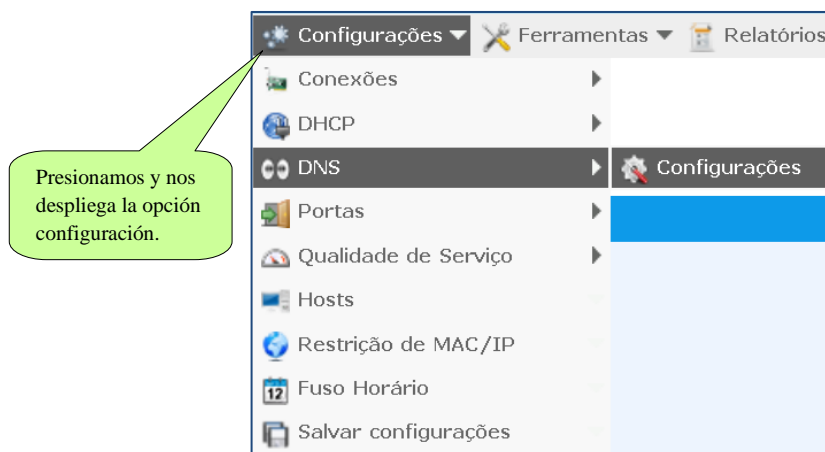 Configurações Ferramentas Relatórios
Conexões
DHCP
DNS Configurações
Presionamos y nos
despliega la opción
configuración.
Portas
Qualidade de Serviço
Hosts
Restrição de MAC/IP
12 Fuso Horário
Salvar configurações